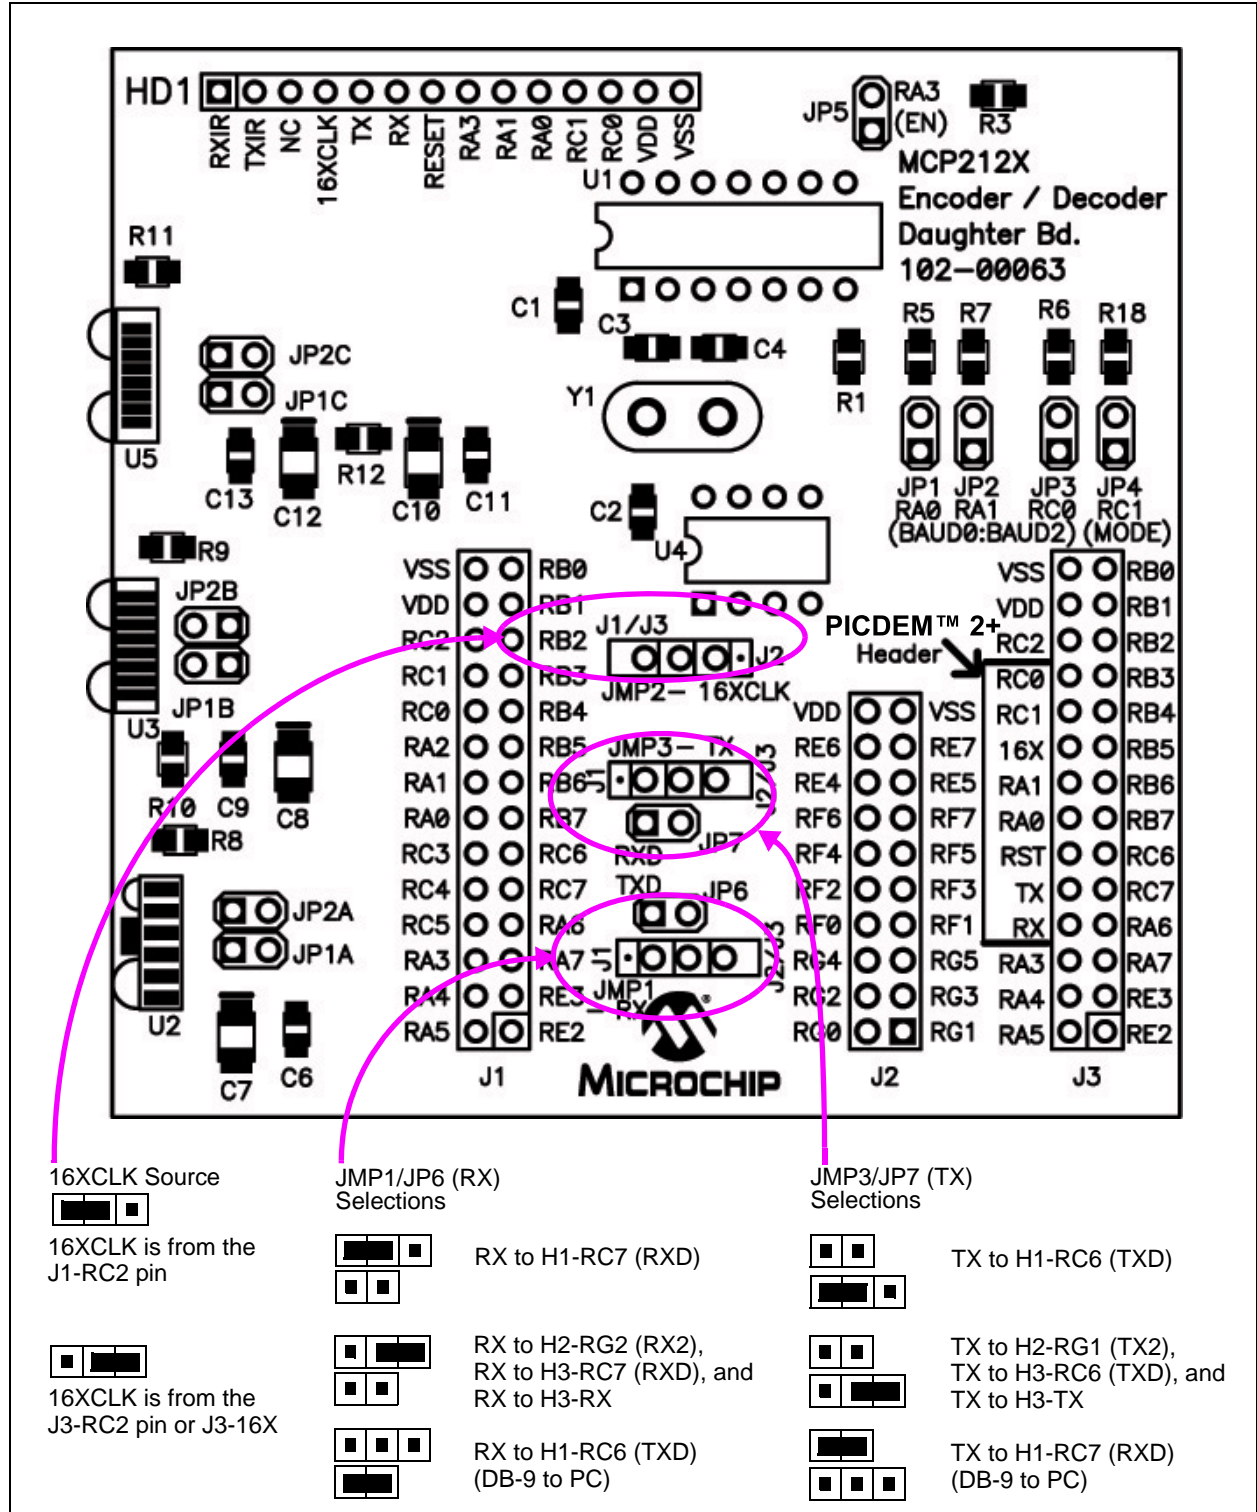 HD1
RXIR
TXIR
NC
16XCLK
TX
RX
RESET
RA3
RA1
RA0
RC1
RC0
VDD
VSS
JP5
RA3
(EN)
R3
MCP212X
Encoder / Decoder
Daughter Bd.
102-00063
U1
R11
C1
C3
C4
Y1
R1
R5
R7
R6
R18
JP1
RA0
JP2
RA1
JP3
RC0
JP4
RC1
(BAUD0:BAUD2) (MODE)
JP2C
JP1C
U5
C13
C12
R12
C10
C11
C2
U4
R9
JP2B
JP1B
U3
R10
C9
C8
R8
JP2A
JP1A
U2
C7
C6
VSS RB0
VDD RB1
RC2 RB2
RC1 RB3
RC0 RB4
RA2 RB5
RA1 RB6
RA0 RB7
RC3 RC6
RC4 RC7
RC5 RA6
RA3 RA7
RA4 RE3
RA5 RE2
J1
J1/J3
J2
JMP2- 16XCLK
JMP3- TX
J1
J2/J3
JP7
RXD
TXD
JP6
J1
J2/J3
JMP1
- RX
MICROCHIP
®
PICDEM™ 2+
Header
VDD VSS
RE6 RE7
RE4 RE5
RF6 RF7
RF4 RF5
RF2 RF3
RF0 RF1
RG4 RG5
RG2 RG3
RG0 RG1
J2
VSS RB0
VDD RB1
RC2 RB2
RC0 RB3
RC1 RB4
16X RB5
RA1 RB6
RA0 RB7
RST RC6
TX RC7
RX RA6
RA3 RA7
RA4 RE3
RA5 RE2
J3
16XCLK Source
16XCLK is from the
J1-RC2 pin
16XCLK is from the
J3-RC2 pin or J3-16X
JMP1/JP6 (RX)
Selections
RX to H1-RC7 (RXD)
RX to H2-RG2 (RX2),
RX to H3-RC7 (RXD), and
RX to H3-RX
RX to H1-RC6 (TXD)
(DB-9 to PC)
JMP3/JP7 (TX)
Selections
TX to H1-RC6 (TXD)
TX to H2-RG1 (TX2),
TX to H3-RC6 (TXD), and
TX to H3-TX
TX to H1-RC7 (RXD)
(DB-9 to PC)